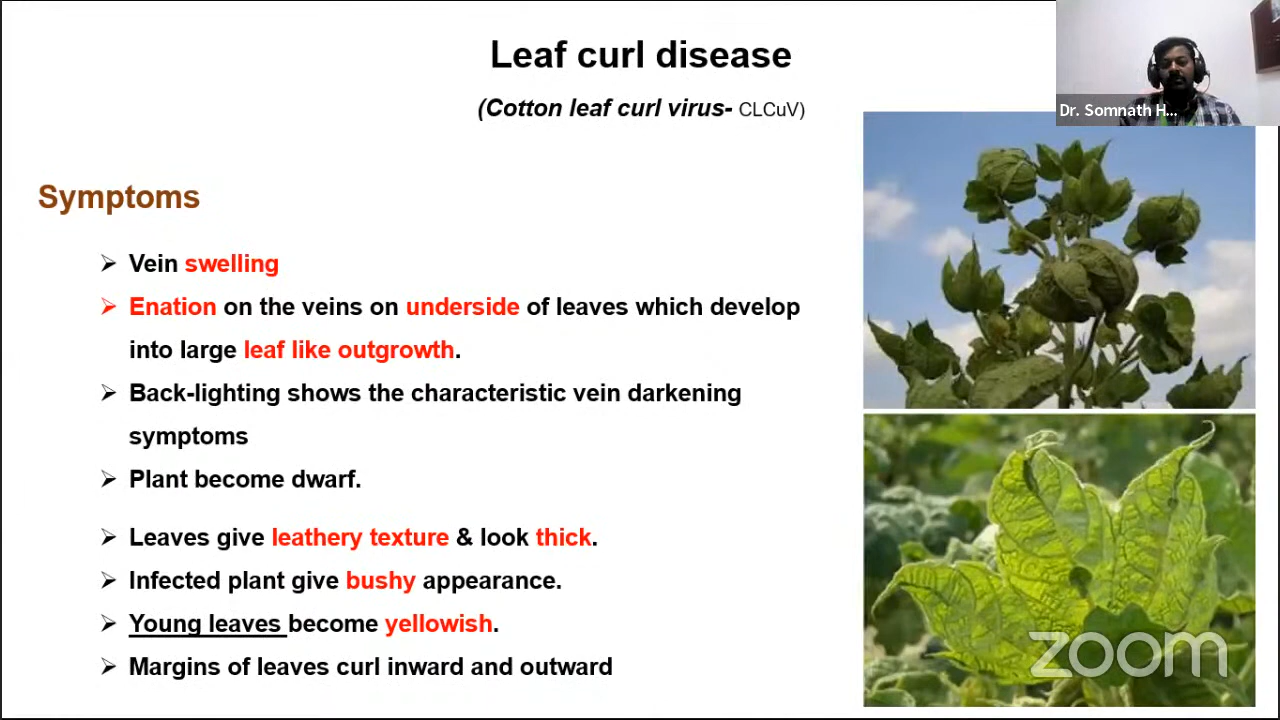 Leaf curl disease
(Cotton leaf curl virus- CLCuV)
Dr. Somnath H...
Symptoms
➢ Vein swelling
➢ Enation on the veins on underside of leaves which develop
into large leaf like outgrowth.
➢ Back-lighting shows the characteristic vein darkening
symptoms
➢ Plant become dwarf.
➢ Leaves give leathery texture & look thick.
➢ Infected plant give bushy appearance.
➢ Young leaves become yellowish.
➢ Margins of leaves curl inward and outward
zoom